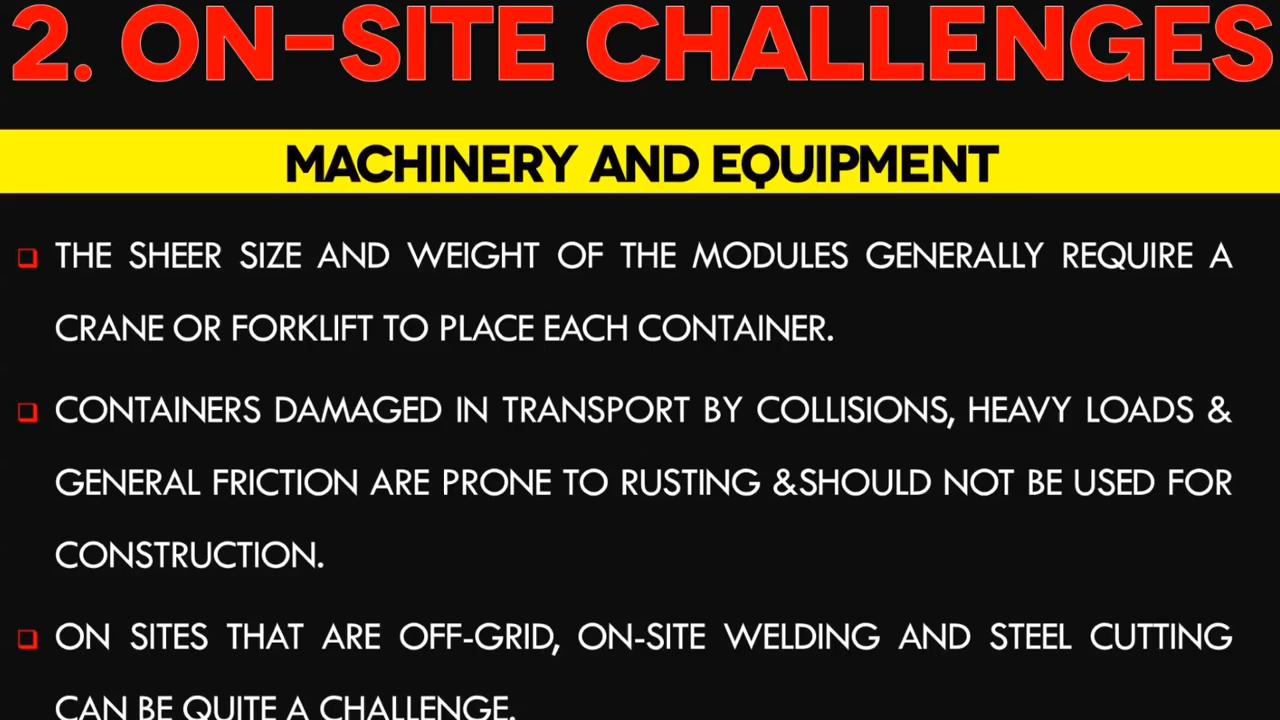 2. ON-SITE CHALLENGES
MACHINERY AND EQUIPMENT
THE SHEER SIZE AND WEIGHT OF THE MODULES GENERALLY REQUIRE A
CRANE OR FORKLIFT TO PLACE EACH CONTAINER.
CONTAINERS DAMAGED IN TRANSPORT BY COLLISIONS, HEAVY LOADS &
GENERAL FRICTION ARE PRONE TO RUSTING &SHOULD NOT BE USED FOR
CONSTRUCTION.
ON SITES THAT ARE OFF-GRID, ON-SITE WELDING AND STEEL CUTTING
CAN BE QUITE A CHALLENGE.